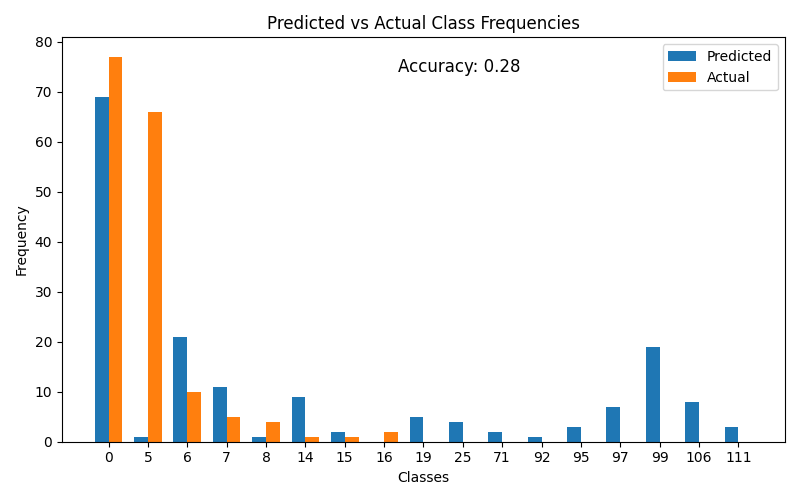 Predicted vs Actual Class Frequencies
80
70
60
50
40
30
20
10
0
Frequency
Accuracy: 0.28
Predicted
Actual
0 5 6 7 8 14 15 16 19 25 71 92 95 97 99 106 111
Classes